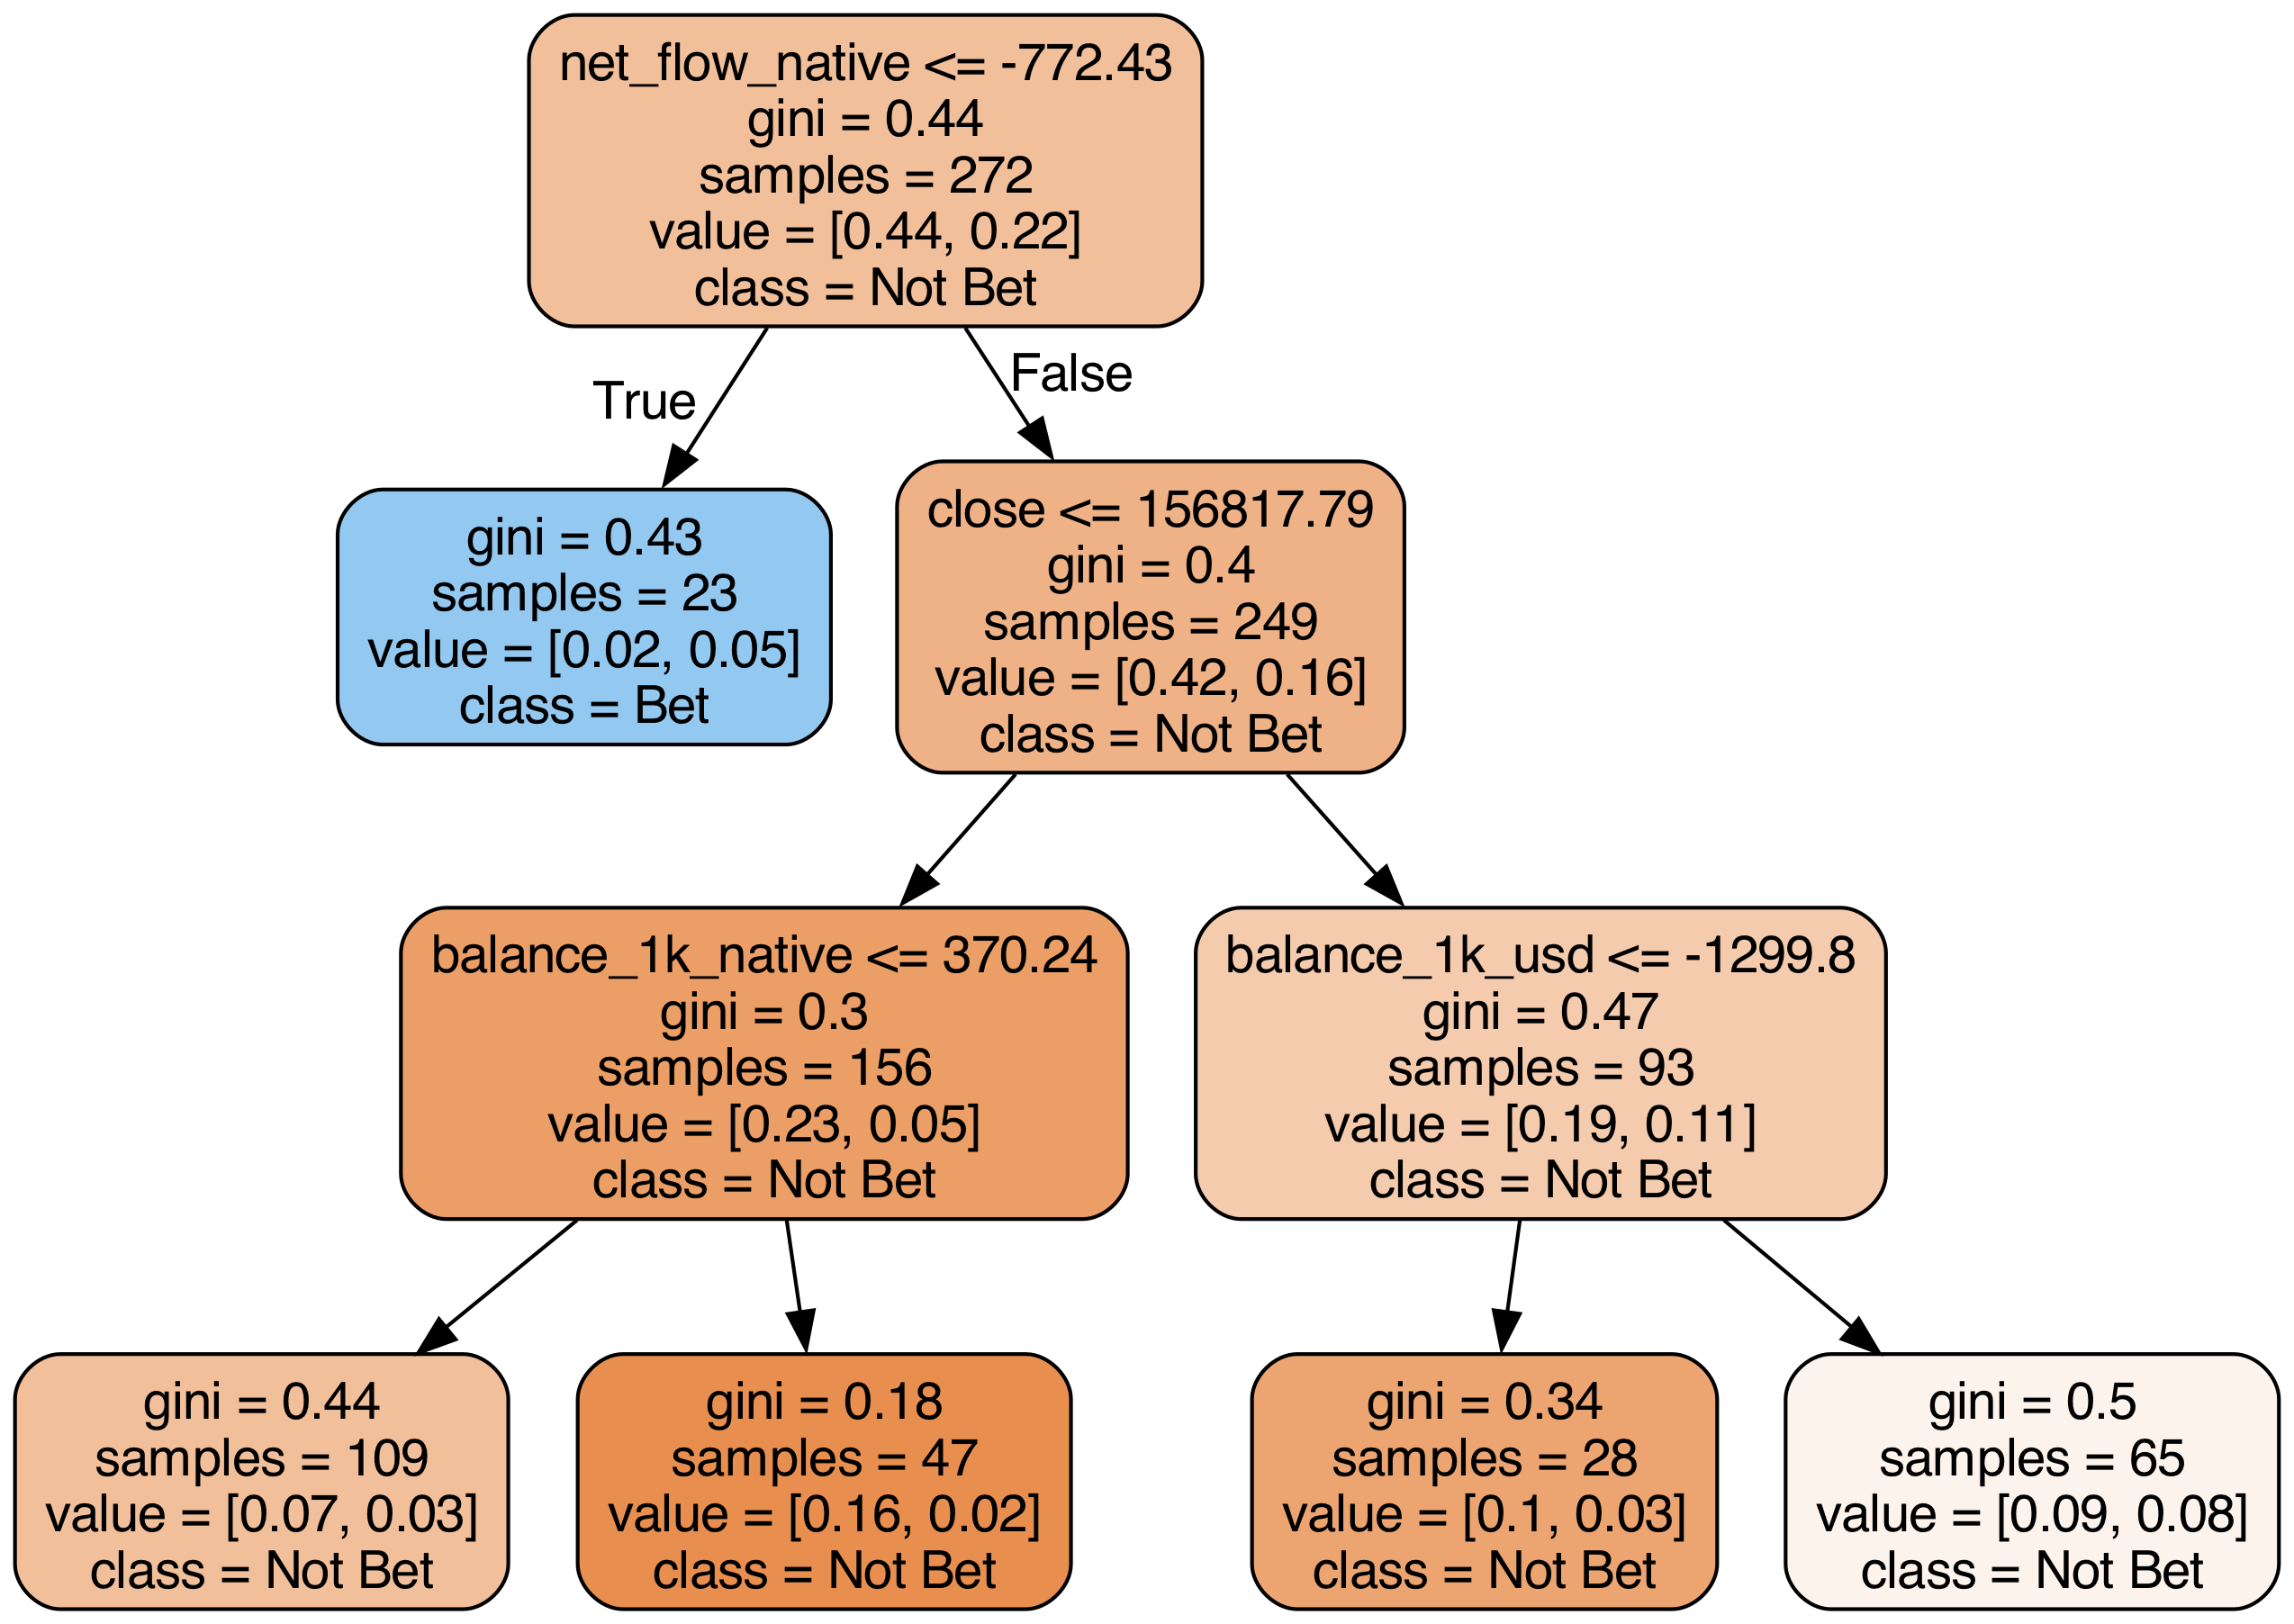 net_flow_native <= -772.43
gini = 0.44
samples = 272
value = [0.44, 0.22]
class = Not Bet
True
False
gini = 0.43
samples = 23
value = [0.02, 0.05]
class = Bet
close <= 156817.79
gini = 0.4
samples = 249
value = [0.42, 0.16]
class = Not Bet
balance_1k_native <= 370.24
gini = 0.3
samples = 156
value = [0.23, 0.05]
class = Not Bet
balance_1k_usd <= -1299.8
gini = 0.47
samples = 93
value = [0.19, 0.11]
class = Not Bet
gini = 0.44
samples = 109
value = [0.07, 0.03]
class = Not Bet
gini = 0.18
samples = 47
value = [0.16, 0.02]
class = Not Bet
gini = 0.34
samples = 28
value = [0.1, 0.03]
class = Not Bet
gini = 0.5
samples = 65
value = [0.09, 0.08]
class = Not Bet